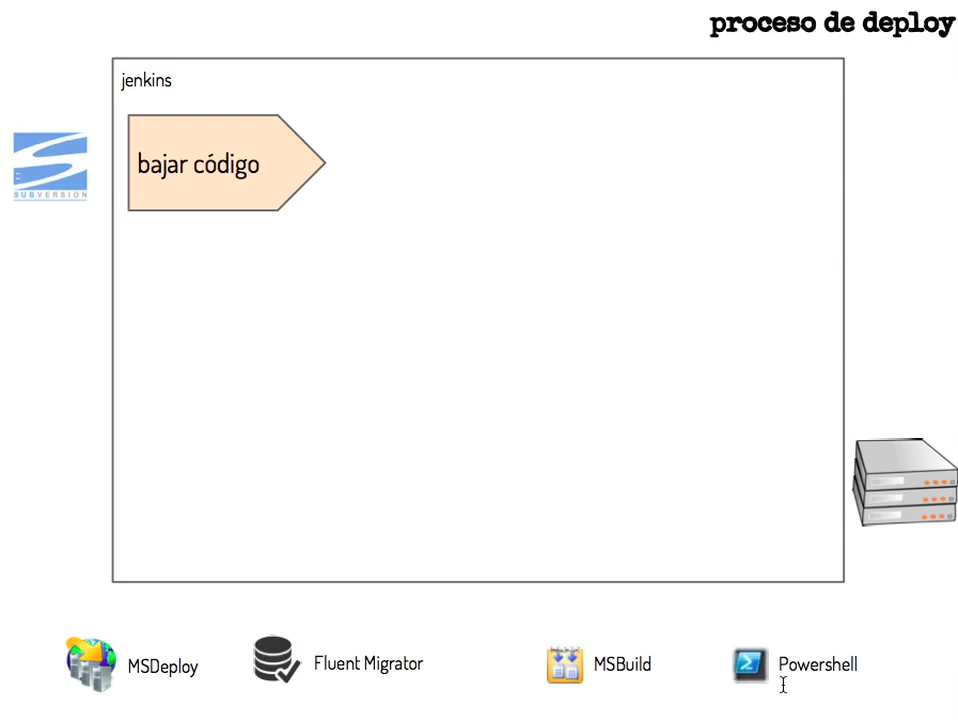 proceso de deploy
jenkins
bajar código
SUBVERSION
MSDeploy
Fluent Migrator
MSBuild
Powershell